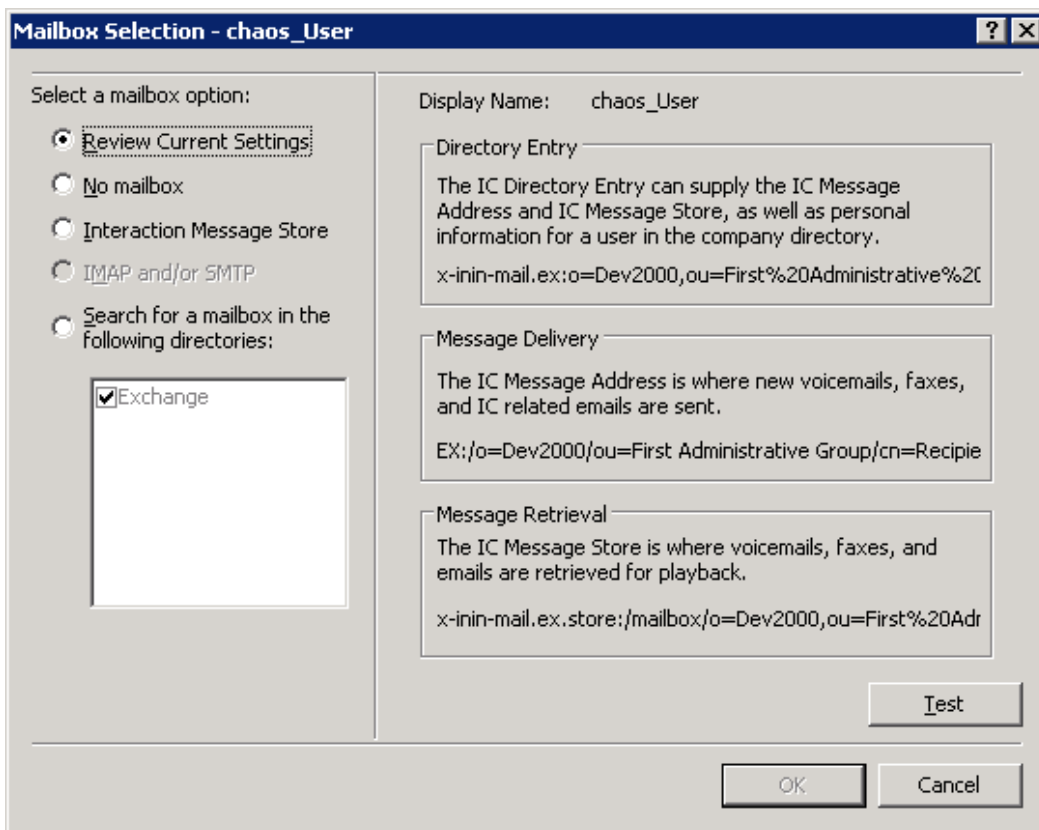 Mailbox Selection - chaos_User
Select a mailbox option:
Review Current Settings
No mailbox
Interaction Message Store
IMAP and/or SMTP
Search for a mailbox in the
following directories:
Exchange
Display Name: chaos_User
Directory Entry
The IC Directory Entry can supply the IC Message
Address and IC Message Store, as well as personal
information for a user in the company directory.
x-inin-mail.ex:o=Dev2000,ou=First%20Administrative%2
Message Delivery
The IC Message Address is where new voicemails, faxes,
and IC related emails are sent.
EX:/o=Dev2000/ou=First Administrative Group/cn=Recipie
Message Retrieval
The IC Message Store is where voicemails, faxes, and
emails are retrieved for playback.
x-inin-mail.ex.store:/mailbox/o=Dev2000,ou=First%20Adr
Test
OK
Cancel